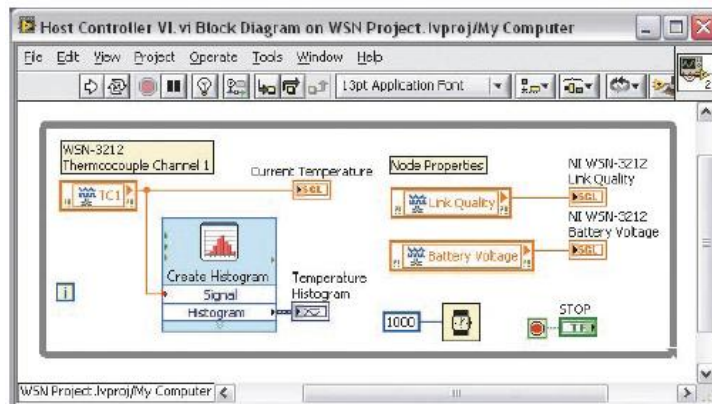 Host Controller VI.vi Block Diagram on WSN Project.lvproj/My Computer
File Edit View Project Operate Tools Window Help
13pt Application Font
2
WSN-3212
Thermcocouple Channel 1
TC1
Current Temperature
SGL
Node Properties
Link Quality
NI WSN-3212
Link Quality
SGL
Battery Voltage
NI WSN-3212
Battery Voltage
SGL
Create Histogram
Signal
Histogram
Temperature
Histogram
i
1000
STOP
TF
WSN Project.lvproj/My Computer